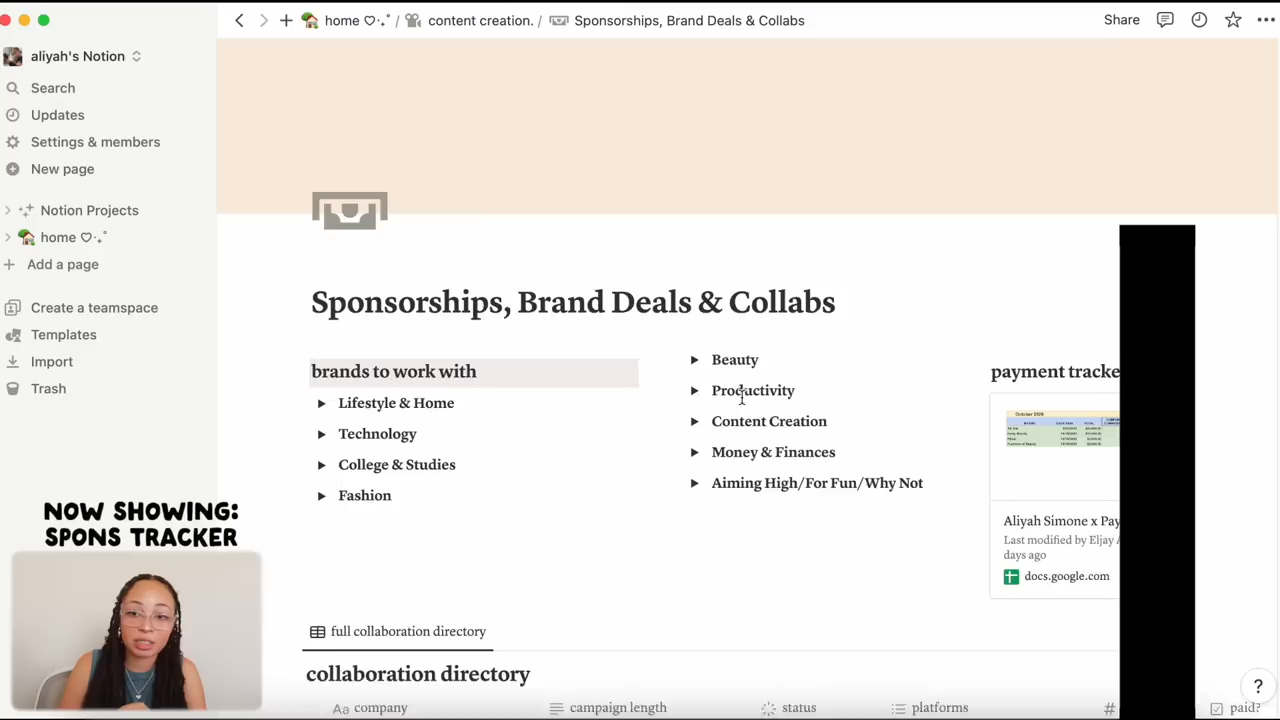 home ♡‧₊˚ / content creation. / Sponsorships, Brand Deals & Collabs
Share
aliyah's Notion
Search
Updates
Settings & members
New page
Notion Projects
home ♡‧₊˚
Add a page
Create a teamspace
Templates
Import
Trash
NOW SHOWING:
SPONS TRACKER
Sponsorships, Brand Deals & Collabs
brands to work with
Lifestyle & Home
Technology
College & Studies
Fashion
Beauty
Productivity
Content Creation
Money & Finances
Aiming High/For Fun/Why Not
payment tracke
October
Aliyah Simone x Pay
Last modified by Eljay
days ago
docs.google.com
full collaboration directory
collaboration directory
Aa company
campaign length
status
platforms
#
paid?
?